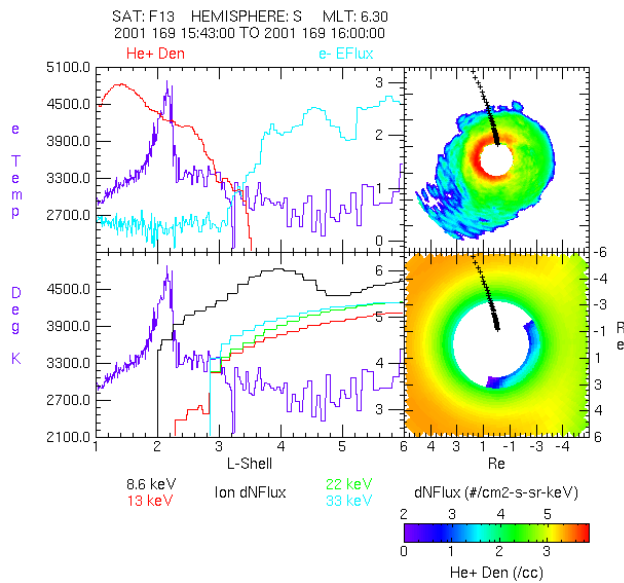 SAT: F13 HEMISPHERE: S MLT: 6.30
2001 169 15:43:00 TO 2001 169 16:00:00
He+ Den e- EFlux
5100.0
4500.0
3900.0
3300.0
2700.0
e Temp
3
2
1
0
4500.0
3900.0
3300.0
2700.0
2100.0
Deg K
6
5
4
3
1 2 3 4 5 6
L-Shell
-6
-4
-3
-1
1
3
4
6
Re
6 4 3 1 -1 -3 -4
Re
8.6 keV 22 keV
13 keV Ion dNFlux 33 keV
dNFlux (#/cm2-s-sr-keV)
2 3 4 5
0 1 2 3
He+ Den (/cc)